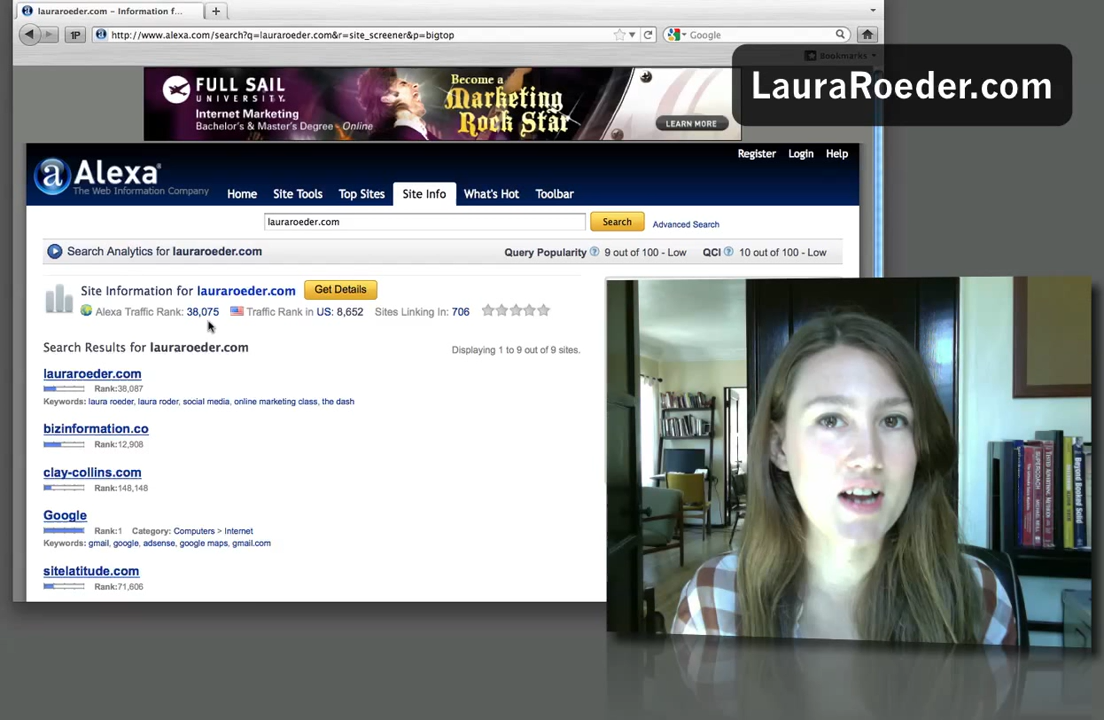 lauraroeder.com – Information f...
http://www.alexa.com/search?q=lauraroeder.com&r=site_screener&p=bigtop
Google
1P
Bookmarks
LauraRoeder.com
FULL SAIL
UNIVERSITY.
Internet Marketing
Bachelor's & Master's Degree - Online
Become a
Marketing
Rock Star
LEARN MORE
Register Login Help
a Alexa
The Web Information Company
Home Site Tools Top Sites Site Info What's Hot Toolbar
lauraroeder.com Search Advanced Search
Search Analytics for lauraroeder.com Query Popularity ? 9 out of 100 - Low QCI ? 10 out of 100 - Low
Site Information for lauraroeder.com Get Details
Alexa Traffic Rank: 38,075 Traffic Rank in US: 8,652 Sites Linking In: 706
Search Results for lauraroeder.com Displaying 1 to 9 out of 9 sites.
lauraroeder.com
Rank:38,087
Keywords: laura roeder, laura roder, social media, online marketing class, the dash
bizinformation.co
Rank:12,908
clay-collins.com
Rank:148,148
Google
Rank:1 Category: Computers > Internet
Keywords: gmail, google, adsense, google maps, gmail.com
sitelatitude.com
Rank:71,606
Beyond Booked Solid